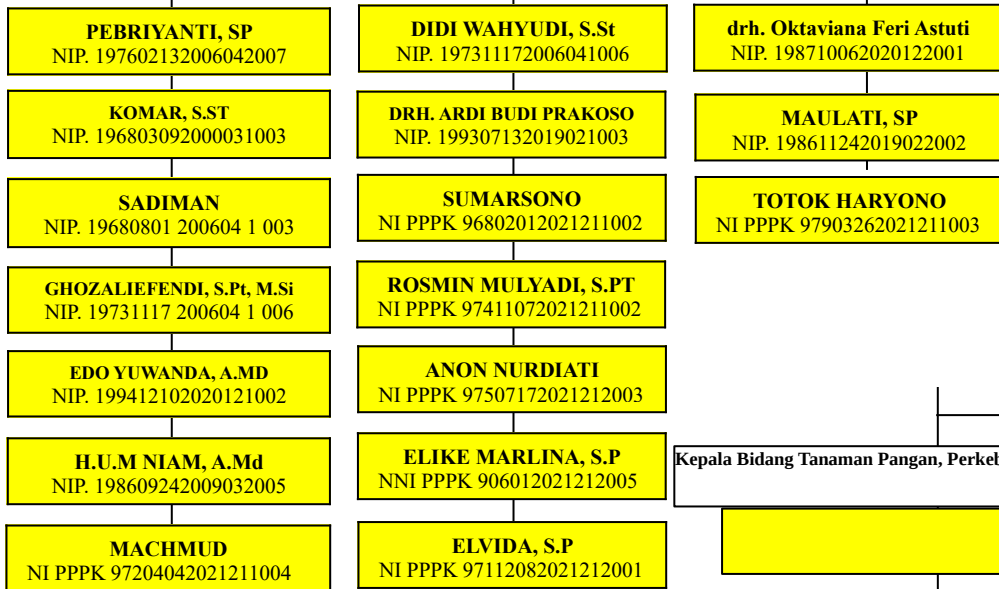 PEBRIYANTI, SP
NIP. 197602132006042007
KOMAR, S.ST
NIP. 196803092000031003
SADIMAN
NIP. 19680801 200604 1 003
GHOZALIEFENDI, S.Pt, M.Si
NIP. 19731117 200604 1 006
EDO YUWANDA, A.MD
NIP. 199412102020121002
H.U.M NIAM, A.Md
NIP. 198609242009032005
MACHMUD
NI PPPK 97204042021211004
DIDI WAHYUDI, S.St
NIP. 197311172006041006
DRH. ARDI BUDI PRAKOSO
NIP. 199307132019021003
SUMARSONO
NI PPPK 96802012021211002
ROSMIN MULYADI, S.PT
NI PPPK 97411072021211002
ANON NURDIATI
NI PPPK 97507172021212003
ELIKE MARLINA, S.P
NNI PPPK 906012021212005
ELVIDA, S.P
NI PPPK 97112082021212001
drh. Oktaviana Feri Astuti
NIP. 198710062020122001
MAULATI, SP
NIP. 198611242019022002
TOTOK HARYONO
NI PPPK 97903262021211003
Kepala Bidang Tanaman Pangan, Perkeb